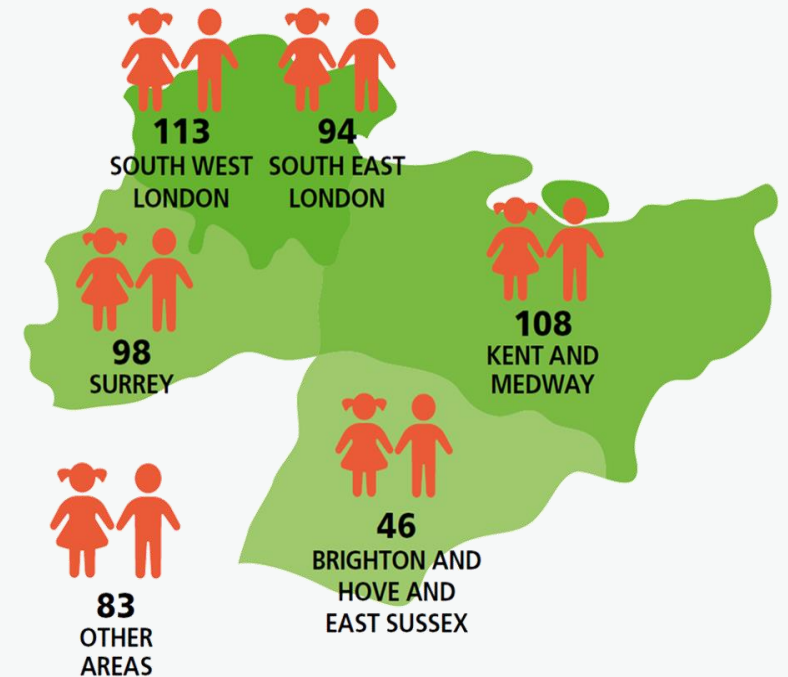 113
SOUTH WEST
LONDON
94
SOUTH EAST
LONDON
98
SURREY
108
KENT AND
MEDWAY
46
BRIGHTON AND
HOVE AND
EAST SUSSEX
83
OTHER
AREAS